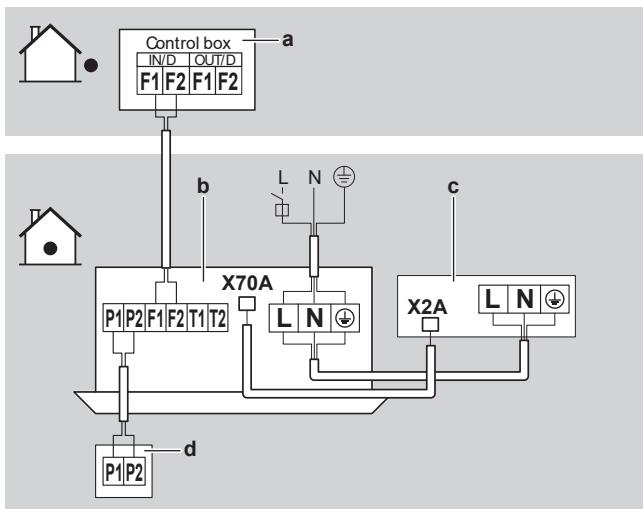 Control box
a
IN/D OUT/D
F1 F2 F1 F2
b
L N
c
X70A
X2A
L N
P1 P2 F1 F2 T1 T2
L N
d
P1 P2